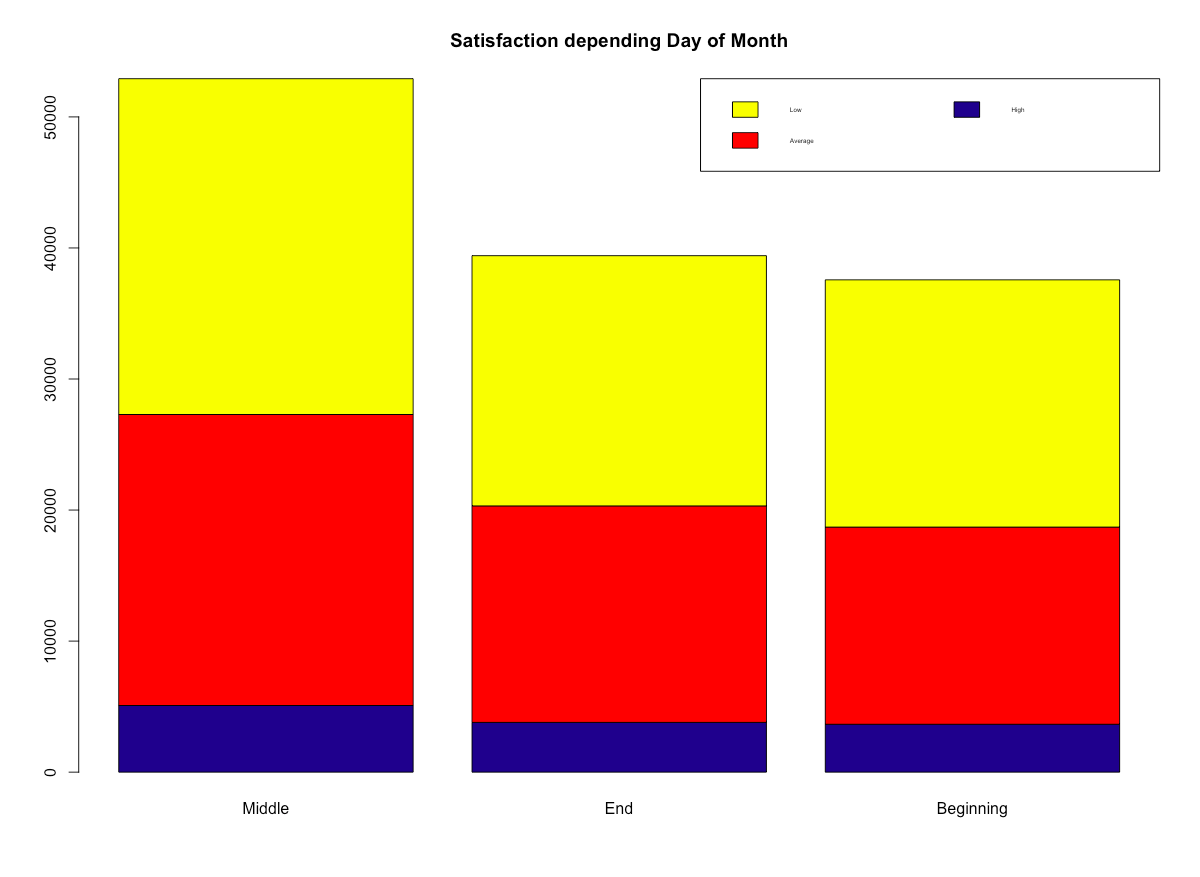 Satisfaction depending Day of Month
Low
High
Average
50000
40000
30000
20000
10000
0
Middle
End
Beginning